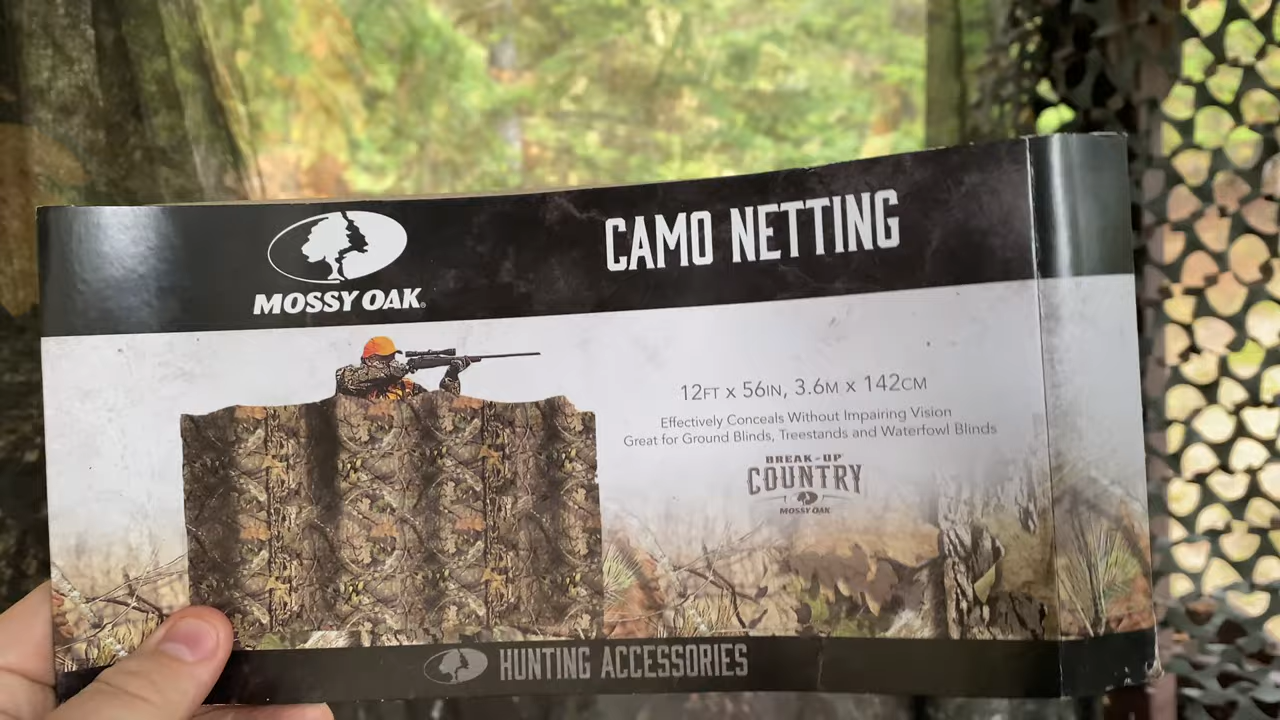 MOSSY OAK®
CAMO NETTING
12FT x 56IN, 3.6M x 142CM
Effectively Conceals Without Impairing Vision
Great for Ground Blinds, Treestands and Waterfowl Blinds
BREAK-UP
COUNTRY
MOSSY OAK
HUNTING ACCESSORIES